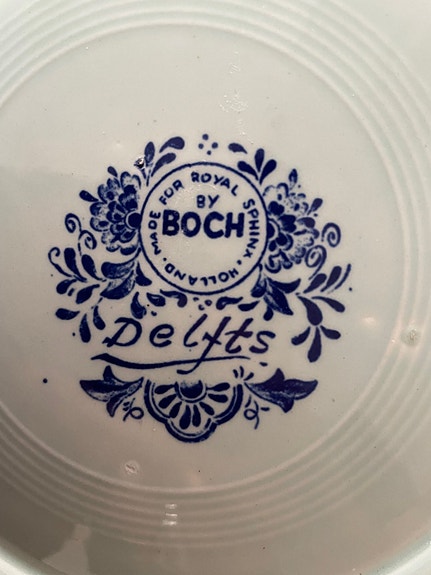 MADE FOR ROYAL SPHINX • HOLLAND •
BY
BOCH
Delfts